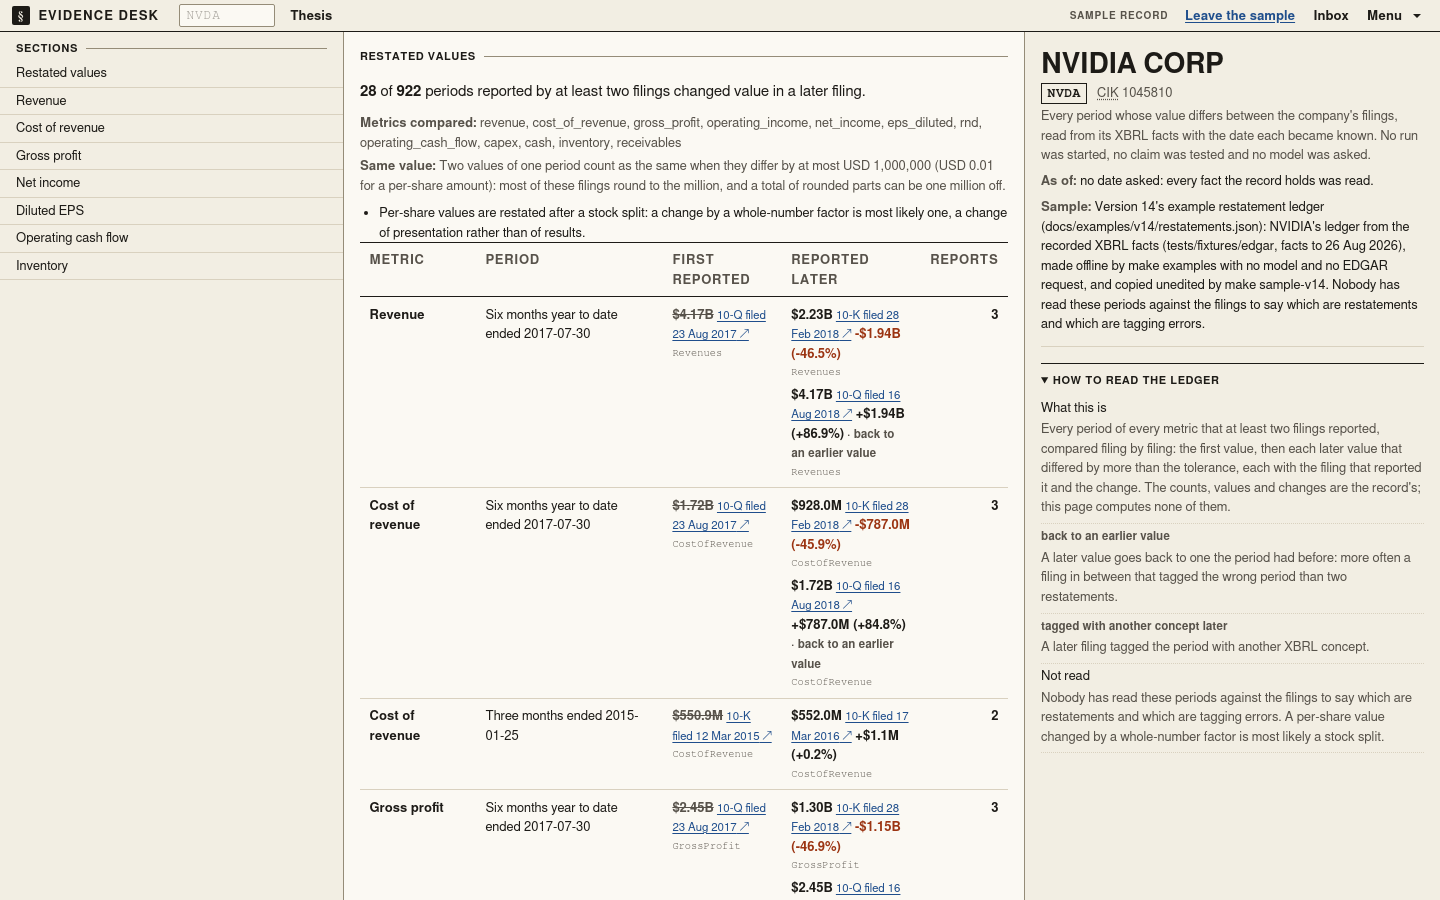 § EVIDENCE DESK NVDA Thesis SAMPLE RECORD Leave the sample Inbox Menu
SECTIONS
Restated values
Revenue
Cost of revenue
Gross profit
Net income
Diluted EPS
Operating cash flow
Inventory
RESTATED VALUES
28 of 922 periods reported by at least two filings changed value in a later filing.
Metrics compared: revenue, cost_of_revenue, gross_profit, operating_income, net_income, eps_diluted, rnd,
operating_cash_flow, capex, cash, inventory, receivables
Same value: Two values of one period count as the same when they differ by at most USD 1,000,000 (USD 0.01
for a per-share amount): most of these filings round to the million, and a total of rounded parts can be one million off.
• Per-share values are restated after a stock split: a change by a whole-number factor is most likely one, a change
of presentation rather than of results.
METRIC PERIOD FIRST REPORTED REPORTED LATER REPORTS
Revenue
Six months year to date
ended 2017-07-30
$4.17B 10-Q filed
23 Aug 2017 ↗
Revenues
$2.23B 10-K filed 28
Feb 2018 ↗ -$1.94B
(-46.5%)
Revenues
$4.17B 10-Q filed 16
Aug 2018 ↗ +$1.94B
(+86.9%) · back to
an earlier value
Revenues
3
Cost of
revenue
Six months year to date
ended 2017-07-30
$1.72B 10-Q filed
23 Aug 2017 ↗
CostOfRevenue
$928.0M 10-K filed 28
Feb 2018 ↗ -$787.0M
(-45.9%)
CostOfRevenue
$1.72B 10-Q filed 16
Aug 2018 ↗
+$787.0M (+84.8%)
· back to an earlier
value
CostOfRevenue
3
Cost of
revenue
Three months ended 2015-
01-25
$550.9M 10-K
filed 12 Mar 2015 ↗
CostOfRevenue
$552.0M 10-K filed 17
Mar 2016 ↗ +$1.1M
(+0.2%)
CostOfRevenue
2
Gross profit
Six months year to date
ended 2017-07-30
$2.45B 10-Q filed
23 Aug 2017 ↗
GrossProfit
$1.30B 10-K filed 28
Feb 2018 ↗ -$1.15B
(-46.9%)
GrossProfit
$2.45B 10-Q filed 16
3
NVIDIA CORP
NVDA CIK 1045810
Every period whose value differs between the company's filings,
read from its XBRL facts with the date each became known. No run
was started, no claim was tested and no model was asked.
As of: no date asked: every fact the record holds was read.
Sample: Version 14's example restatement ledger
(docs/examples/v14/restatements.json): NVIDIA's ledger from the
recorded XBRL facts (tests/fixtures/edgar, facts to 26 Aug 2026),
made offline by make examples with no model and no EDGAR
request, and copied unedited by make sample-v14. Nobody has
read these periods against the filings to say which are restatements
and which are tagging errors.
▼ HOW TO READ THE LEDGER
What this is
Every period of every metric that at least two filings reported,
compared filing by filing: the first value, then each later value that
differed by more than the tolerance, each with the filing that reported
it and the change. The counts, values and changes are the record's;
this page computes none of them.
back to an earlier value
A later value goes back to one the period had before: more often a
filing in between that tagged the wrong period than two
restatements.
tagged with another concept later
A later filing tagged the period with another XBRL concept.
Not read
Nobody has read these periods against the filings to say which are
restatements and which are tagging errors. A per-share value
changed by a whole-number factor is most likely a stock split.